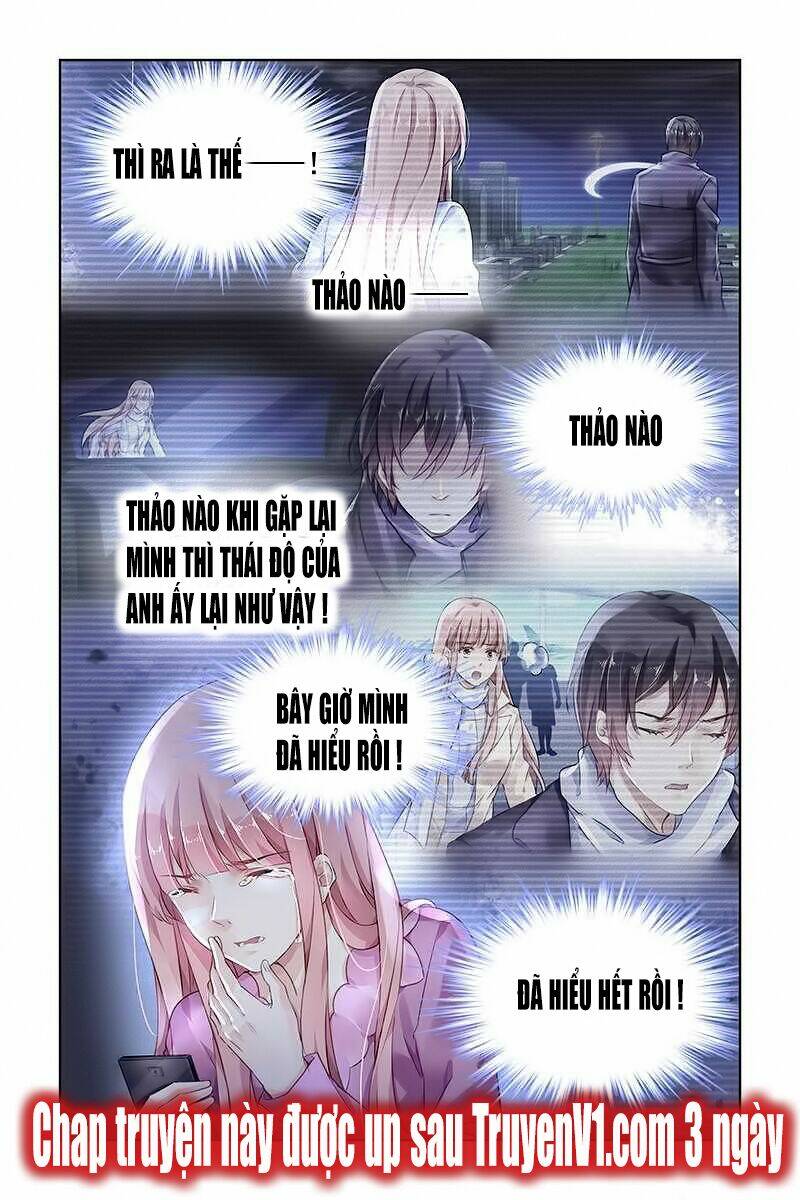 THÌ RA LÀ THẾ —— !
THẢO NÀO ——
THẢO NÀO
THẢO NÀO KHI GẶP LẠI
MÌNH THÌ THÁI ĐỘ CỦA
ANH ẤY LẠI NHƯ VẬY !
BÂY GIỜ MÌNH
ĐÃ HIỂU RỒI !
ĐÃ HIỂU HẾT RỒI !
Chap truyện này được up sau TruyenV1.com 3 ngày